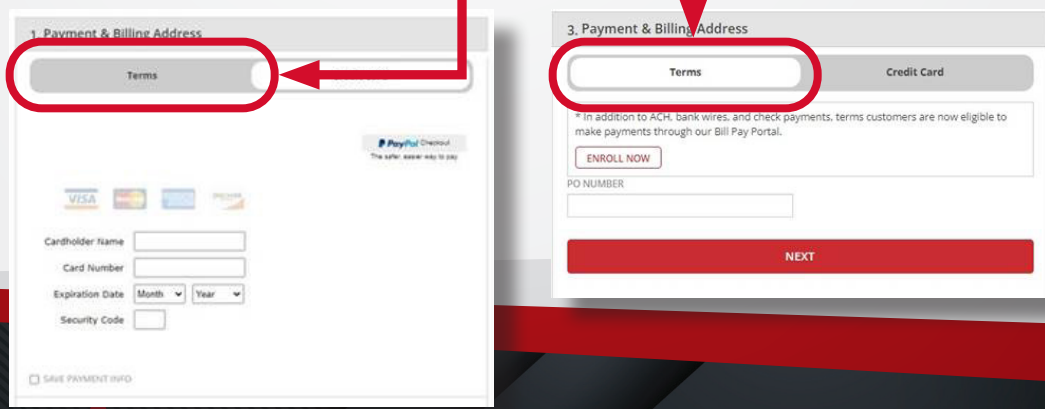 1. Payment & Billing Address
Terms
PayPal Checkout
The safer, easier way to pay
VISA
Cardholder Name
Card Number
Expiration Date Month Year
Security Code
SAVE PAYMENT INFO
3. Payment & Billing Address
Terms Credit Card
* In addition to ACH, bank wires, and check payments, terms customers are now eligible to
make payments through our Bill Pay Portal.
ENROLL NOW
PO NUMBER
NEXT